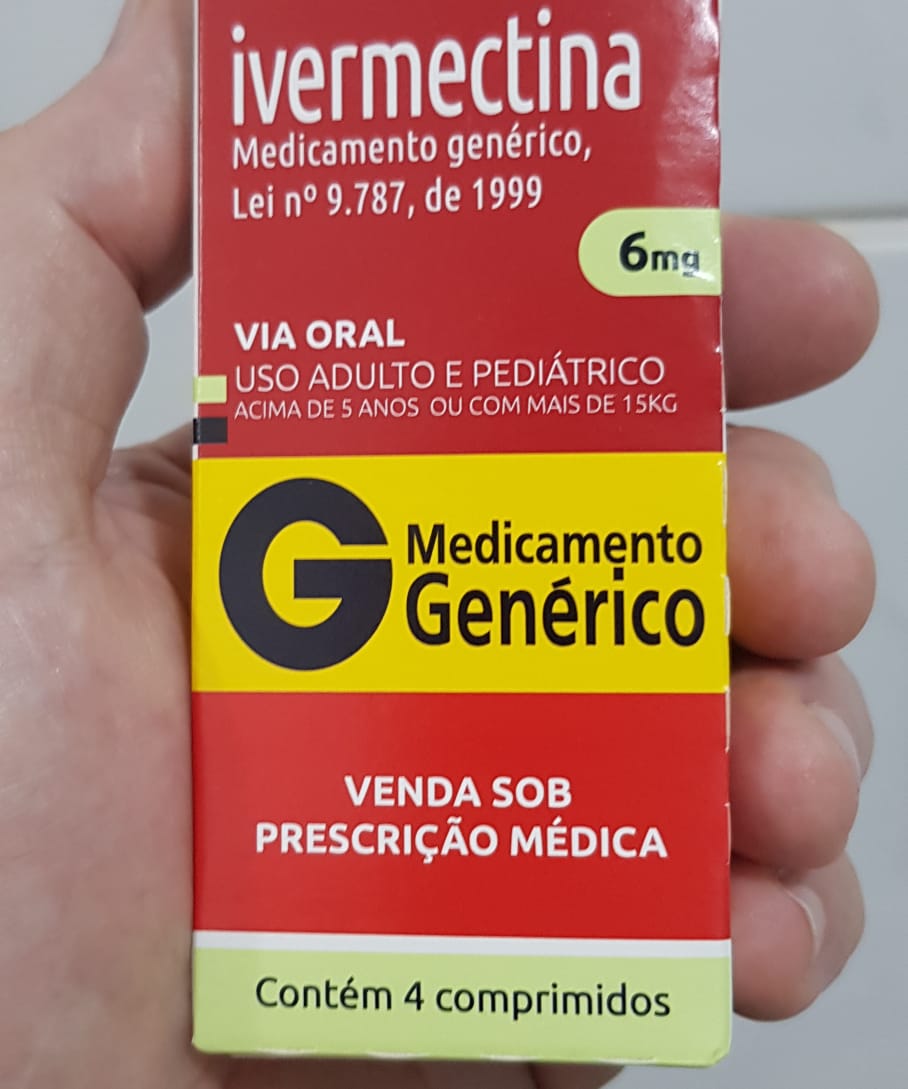 ivermectina
Medicamento genérico,
Lei nº 9.787, de 1999
6mg
VIA ORAL
USO ADULTO E PEDIÁTRICO
ACIMA DE 5 ANOS OU COM MAIS DE 15KG
G
Medicamento
Genérico
VENDA SOB
PRESCRIÇÃO MÉDICA
Contém 4 comprimidos